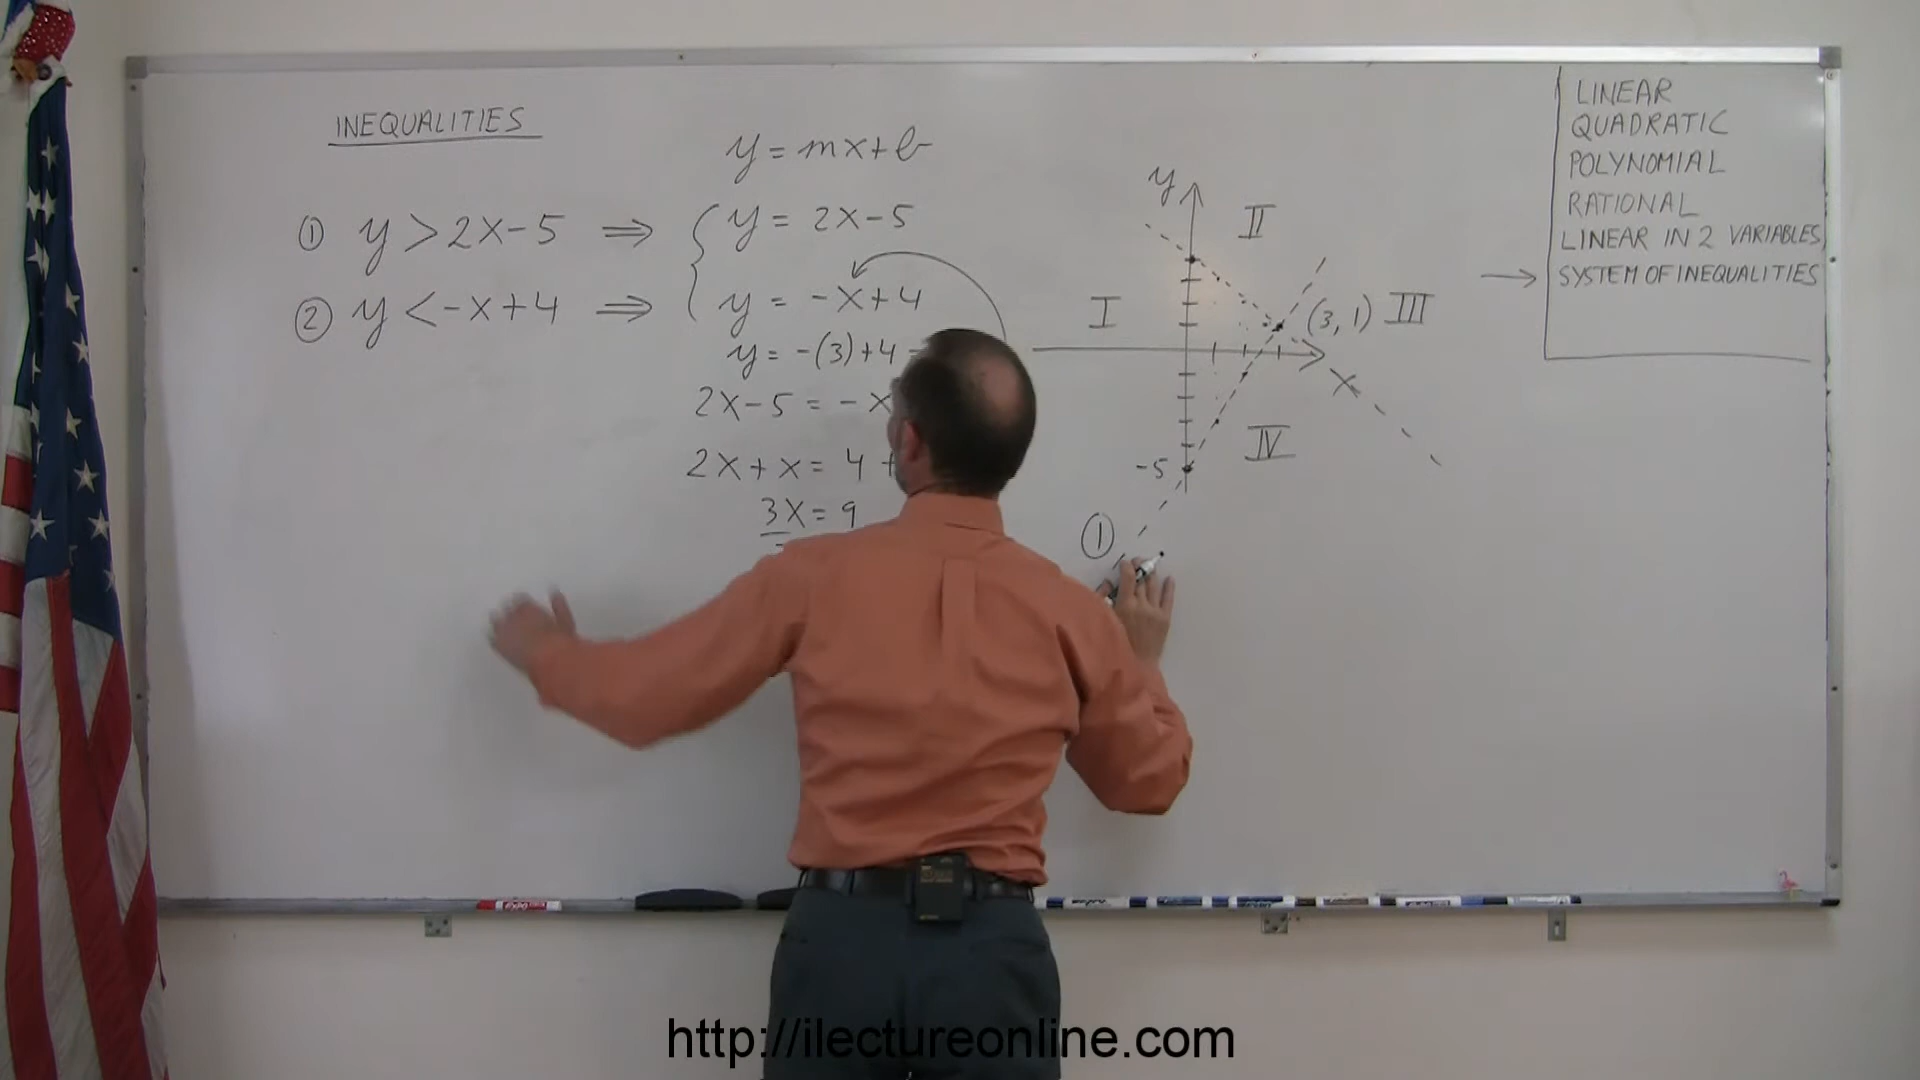 INEQUALITIES
① y > 2x - 5 ⇒
② y < -x + 4 ⇒
y = mx + b
y = 2x - 5
y = -x + 4
y = -(3) + 4
2x - 5 = - x
2x + x = 4 +
3x = 9
y
II
I
(3, 1) III
x
IV
-5
①
LINEAR
QUADRATIC
POLYNOMIAL
RATIONAL
LINEAR IN 2 VARIABLES
→ SYSTEM OF INEQUALITIES
http://ilectureonline.com